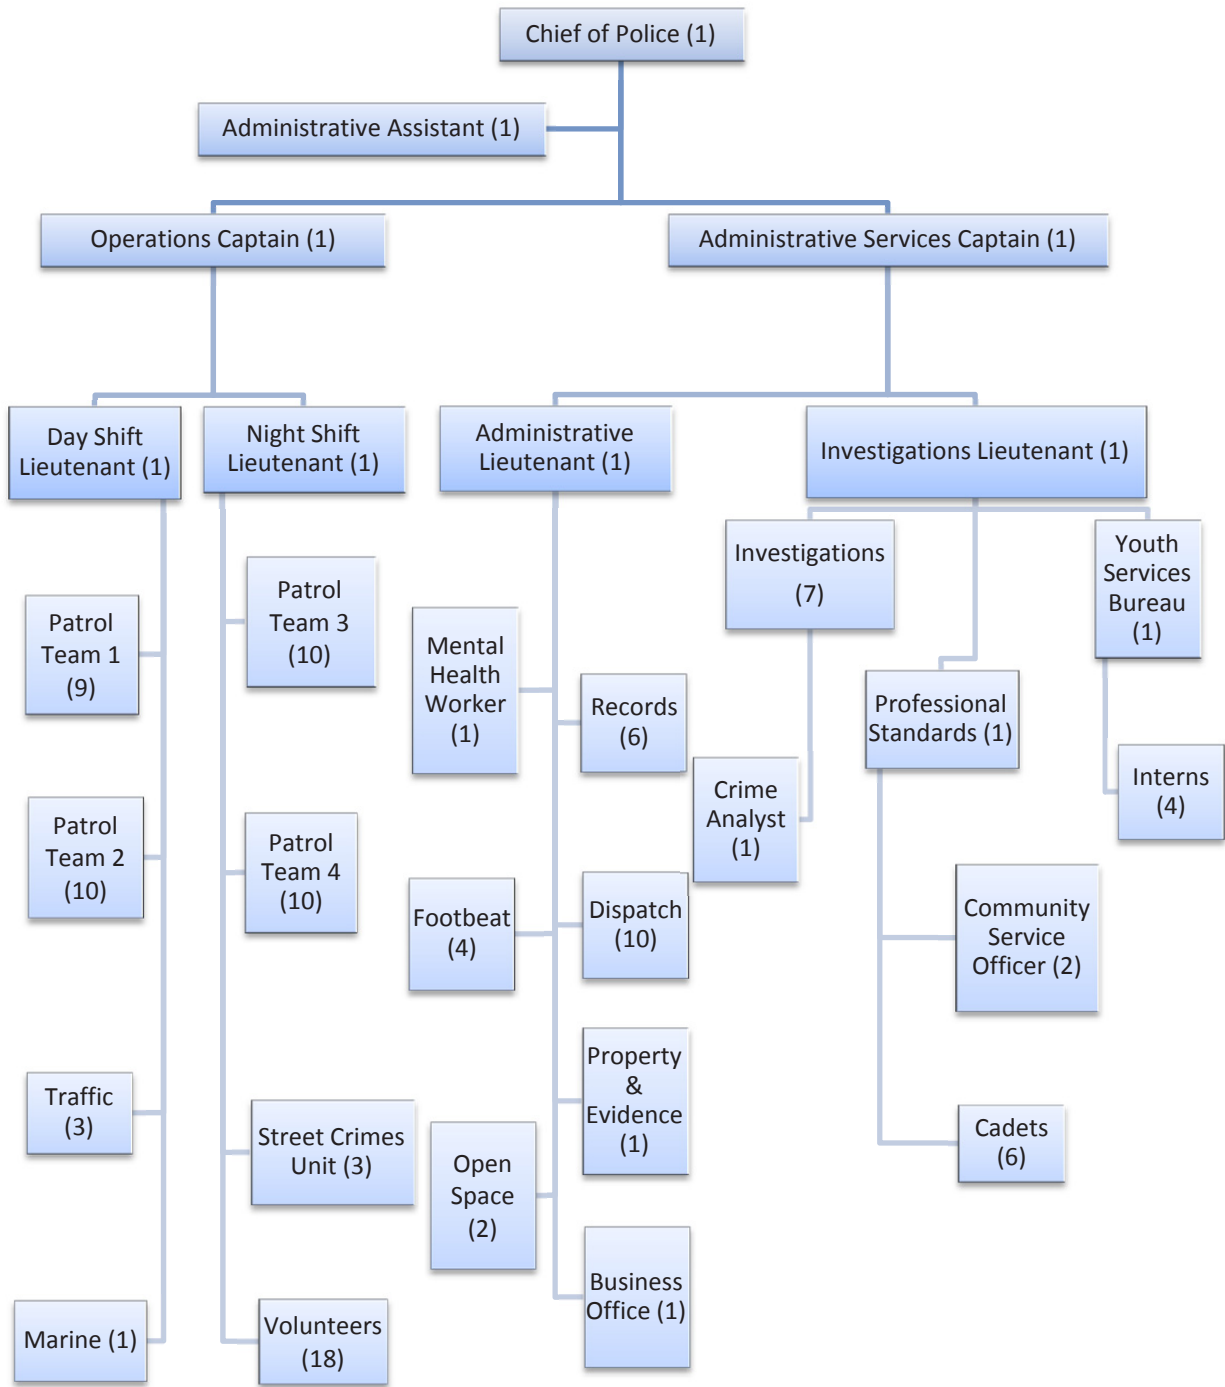 Chief of Police (1)
Administrative Assistant (1)
Operations Captain (1)
Administrative Services Captain (1)
Day Shift
Lieutenant (1)
Night Shift
Lieutenant (1)
Administrative
Lieutenant (1)
Investigations Lieutenant (1)
Patrol
Team 1
(9)
Patrol
Team 2
(10)
Traffic
(3)
Marine (1)
Patrol
Team 3
(10)
Patrol
Team 4
(10)
Street Crimes
Unit (3)
Volunteers
(18)
Mental
Health
Worker
(1)
Records
(6)
Footbeat
(4)
Dispatch
(10)
Property
&
Evidence
(1)
Open
Space
(2)
Business
Office (1)
Investigations
(7)
Crime
Analyst
(1)
Professional
Standards (1)
Community
Service
Officer (2)
Cadets
(6)
Youth
Services
Bureau
(1)
Interns
(4)